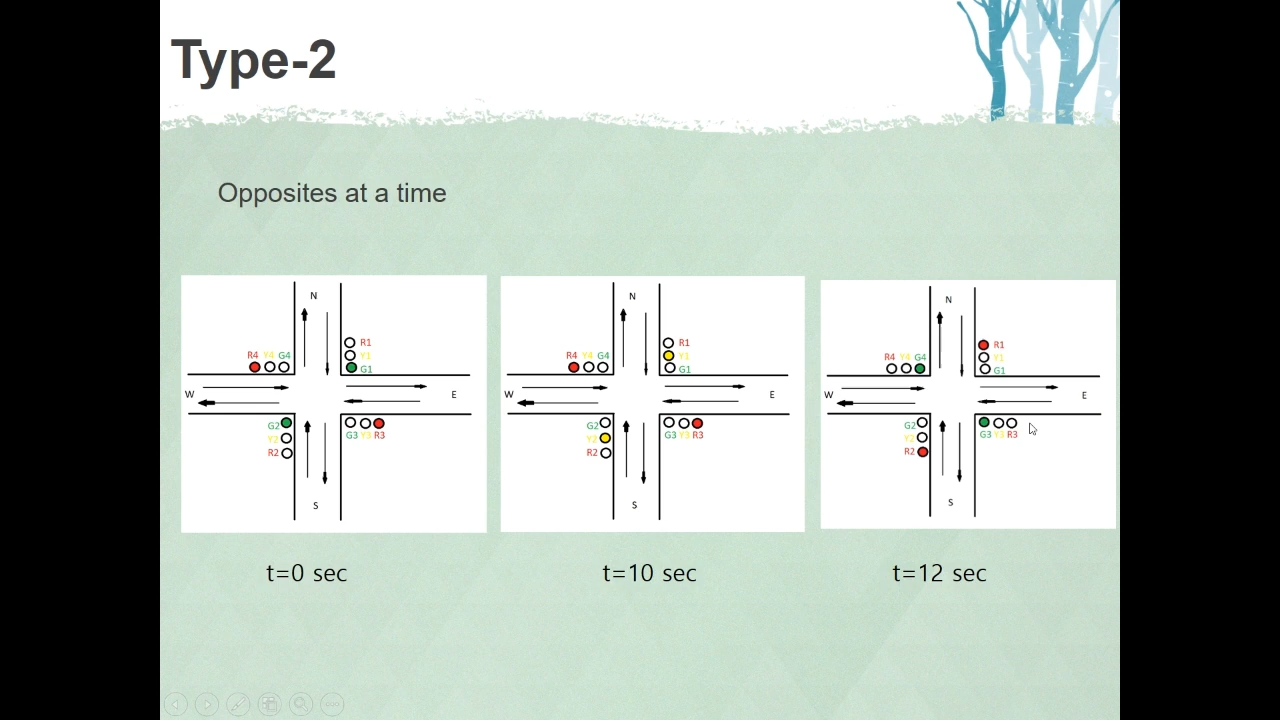 Type-2
Opposites at a time
N
R1
R4 Y4 G4
Y1
G1
W
E
G2
G3 Y3 R3
Y2
R2
S
t=0 sec
N
R1
R4 Y4 G4
Y1
G1
W
E
G2
G3 Y3 R3
Y2
R2
S
t=10 sec
N
R1
R4 Y4 G4
Y1
G1
W
E
G2
G3 Y3 R3
Y2
R2
S
t=12 sec